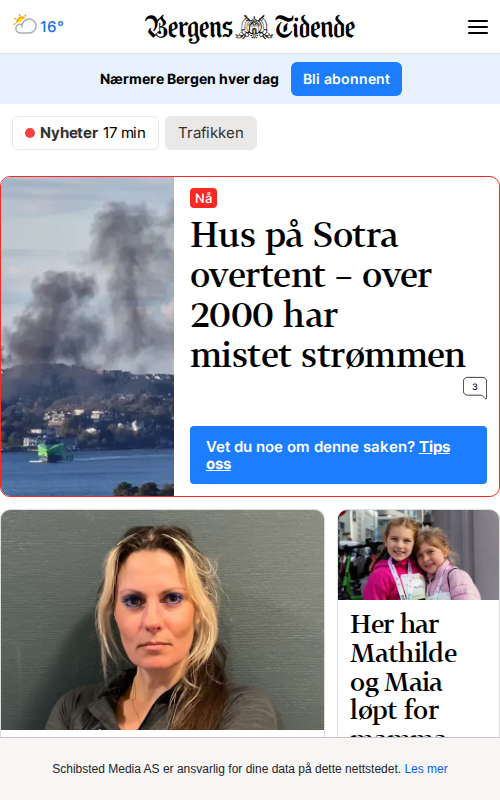 16°
Bergens Tidende
Nærmere Bergen hver dag
Bli abonnent
Nyheter 17 min
Trafikken
Nå
Hus på Sotra
overtent – over
2000 har
mistet strømmen
3
Vet du noe om denne saken? Tips
oss
Her har
Mathilde
og Maia
løpt for
mamma
Schibsted Media AS er ansvarlig for dine data på dette nettstedet. Les mer